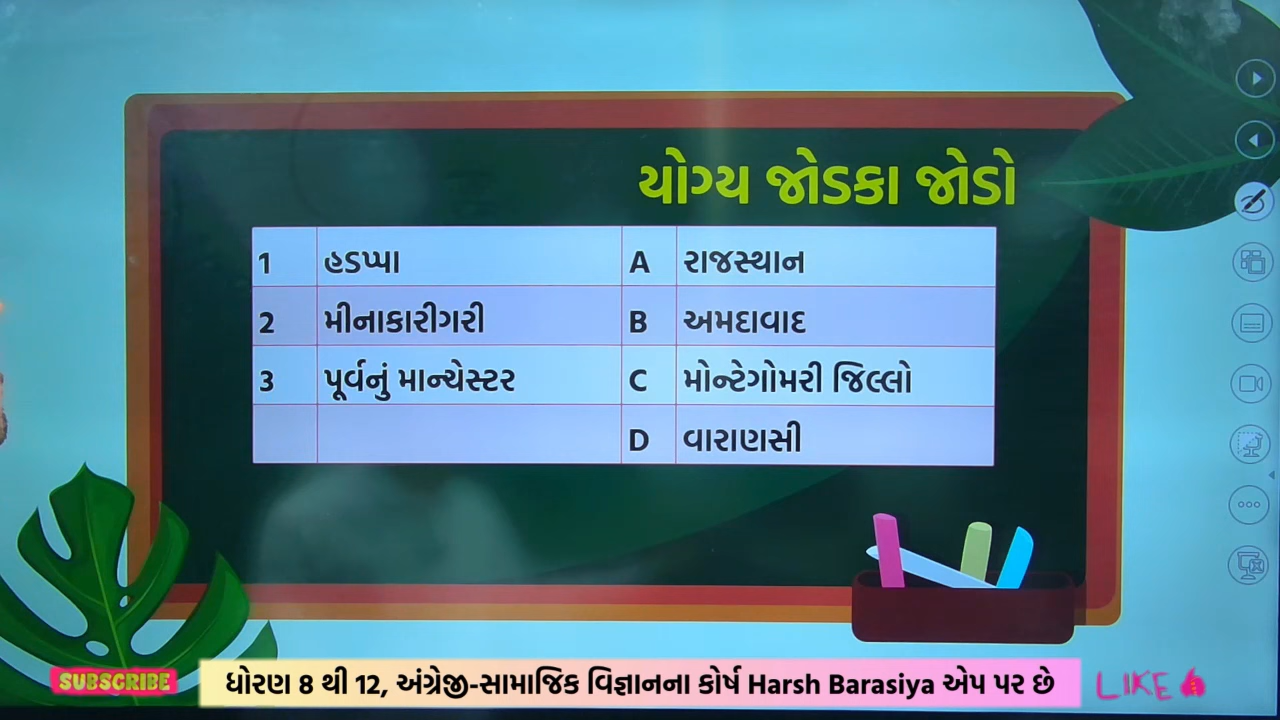 યોગ્ય જોડકા જોડો
1 હડપ્પા A રાજસ્થાન
2 મીનાકારીગરી B અમદાવાદ
3 પૂર્વનું માન્ચેસ્ટર C મોન્ટેગોમરી જિલ્લો
D વારાણસી
SUBSCRIBE ધોરણ 8 થી 12, અંગ્રેજી-સામાજિક વિજ્ઞાનના કોર્ષ Harsh Barasiya એપ પર છે LIKE